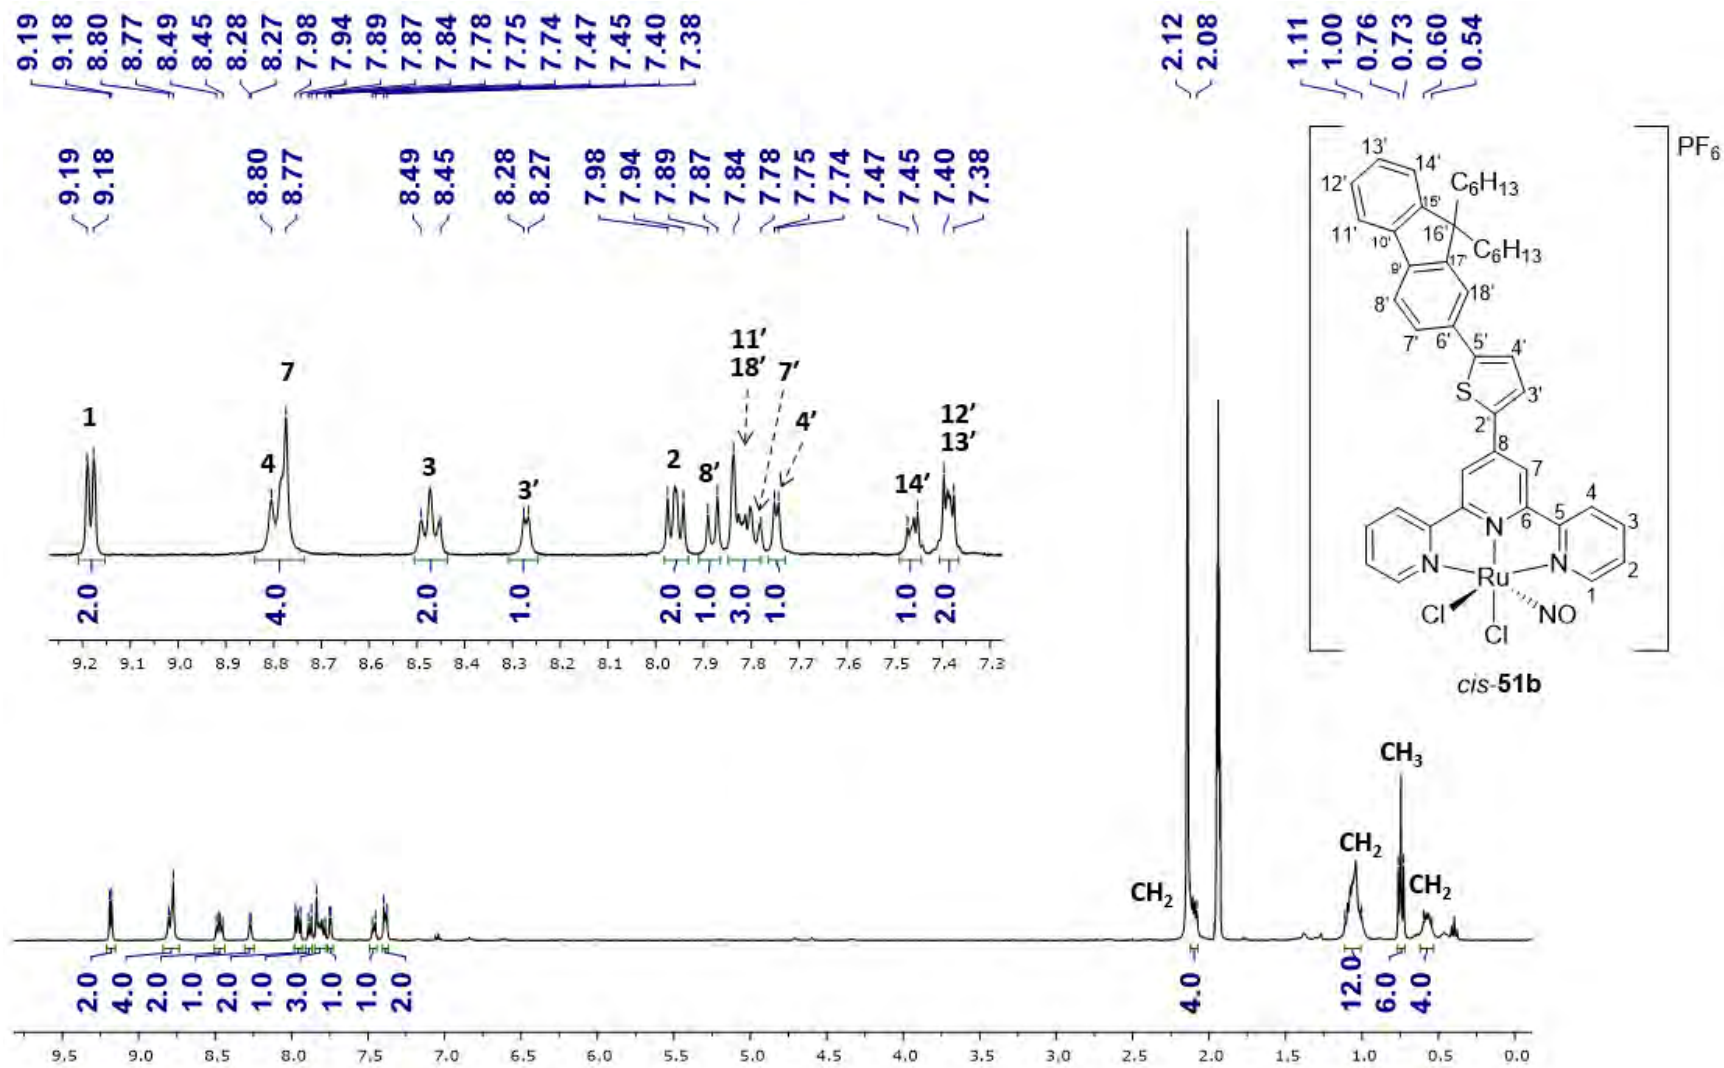 9.19 9.18 8.80 8.77 8.49 8.45 8.28 8.27 7.98 7.94 7.89 7.87 7.84 7.78 7.75 7.74 7.47 7.45 7.40 7.38 2.12 2.08 1.11 1.00 0.76 0.73 0.60 0.54
9.19 9.18 8.80 8.77 8.49 8.45 8.28 8.27 7.98 7.94 7.89 7.87 7.84 7.78 7.75 7.74 7.47 7.45 7.40 7.38
1
4
7
3
3′
2
8′
11′
18′
7′
4′
14′
12′
13′
2.0 4.0 2.0 1.0 2.0 1.0 3.0 1.0 1.0 2.0
9.2 9.1 9.0 8.9 8.8 8.7 8.6 8.5 8.4 8.3 8.2 8.1 8.0 7.9 7.8 7.7 7.6 7.5 7.4 7.3
PF6
13'
14'
12'
C6H13
15'
11'
16'
10'
C6H13
17'
9'
18'
8'
7'
6'
5'
4'
S
3'
2'
8
7
4
5
3
6
N
N
N
2
Ru
1
Cl
NO
Cl
cis-51b
CH2
CH2
CH3
CH2
2.0 4.0 2.0 1.0 2.0 1.0 3.0 1.0 1.0 2.0 4.0 12.0 6.0 4.0
9.5 9.0 8.5 8.0 7.5 7.0 6.5 6.0 5.5 5.0 4.5 4.0 3.5 3.0 2.5 2.0 1.5 1.0 0.5 0.0